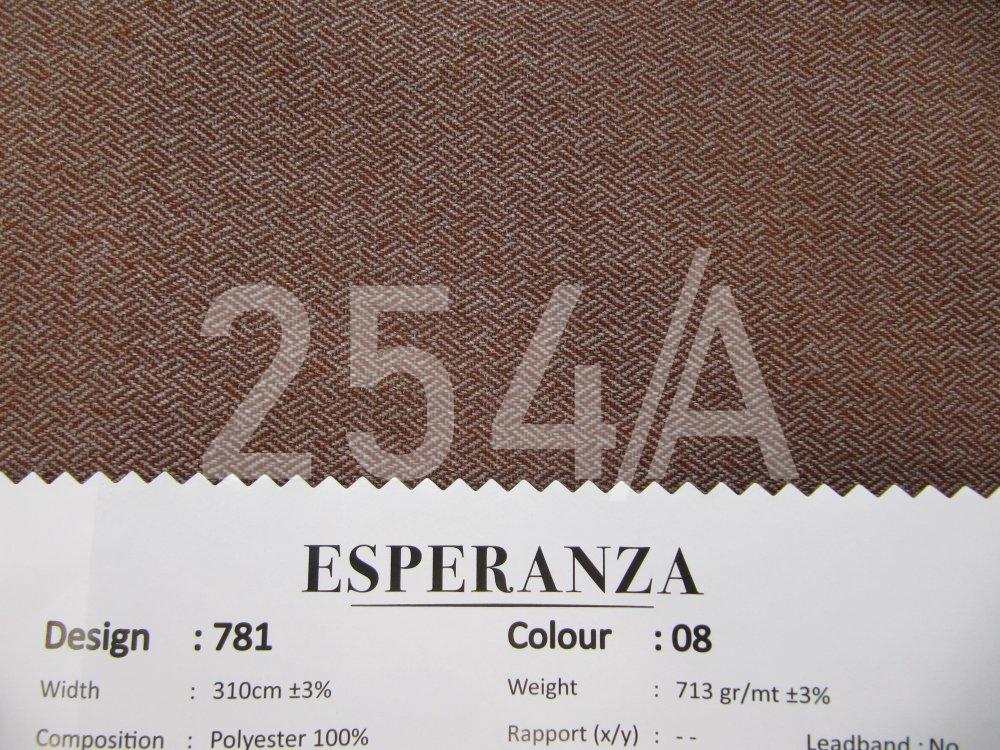 254//A
ESPERANZA
Design : 781 Colour : 08
Width : 310cm ±3% Weight : 713 gr/mt ±3%
Composition : Polyester 100% Rapport (x/y) : - - Leadband : No